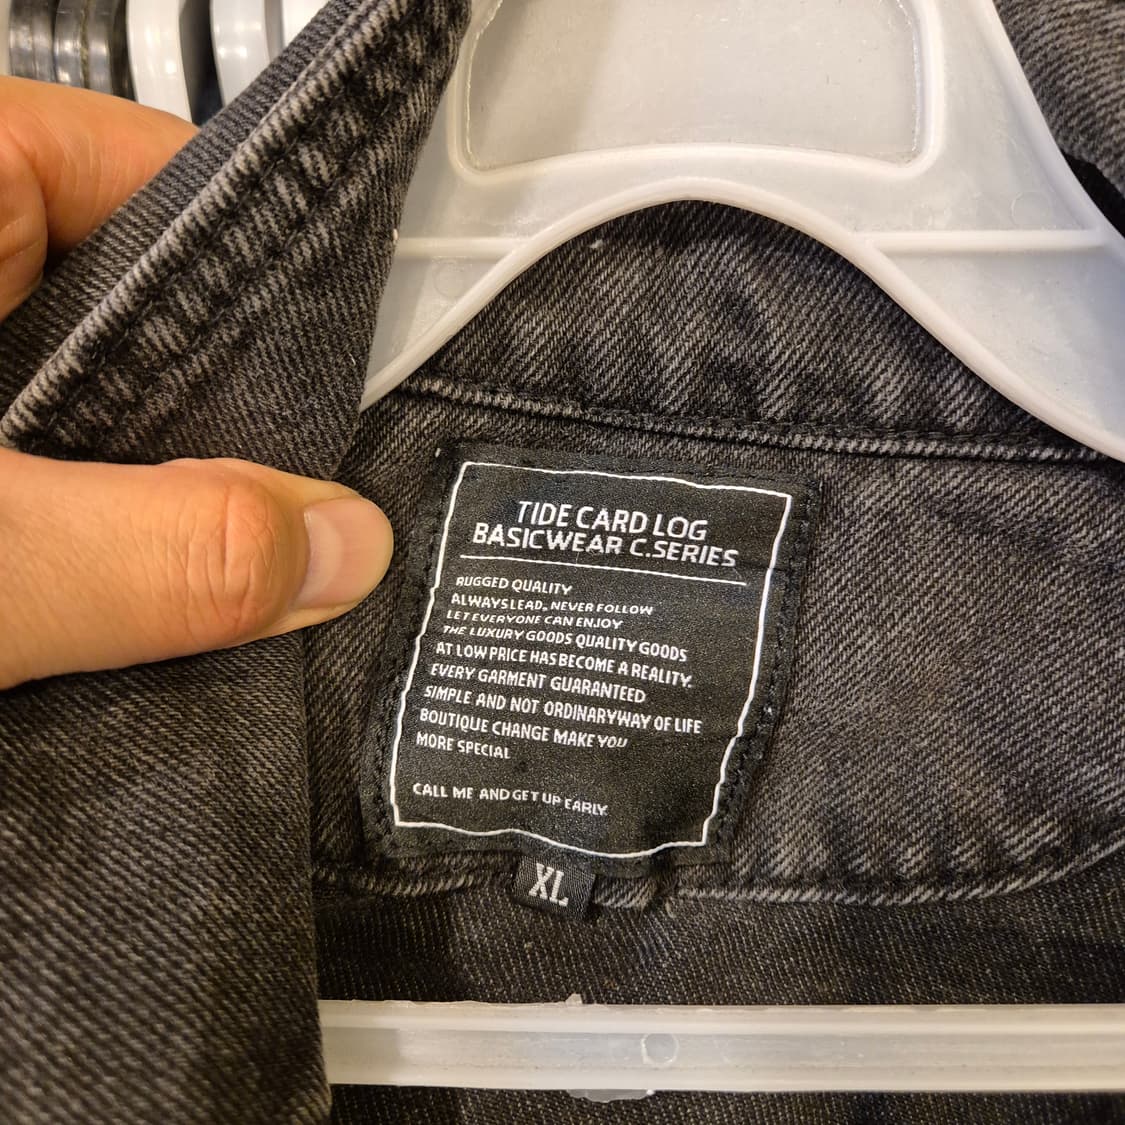 TIDE CARD LOG
BASICWEAR C.SERIES
RUGGED QUALITY
ALWAYS LEAD, NEVER FOLLOW
LET EVERYONE CAN ENJOY
THE LUXURY GOODS QUALITY GOODS
AT LOW PRICE HAS BECOME A REALITY.
EVERY GARMENT GUARANTEED
SIMPLE AND NOT ORDINARYWAY OF LIFE
BOUTIQUE CHANGE MAKE YOU
MORE SPECIAL
CALL ME AND GET UP EARLY.
XL